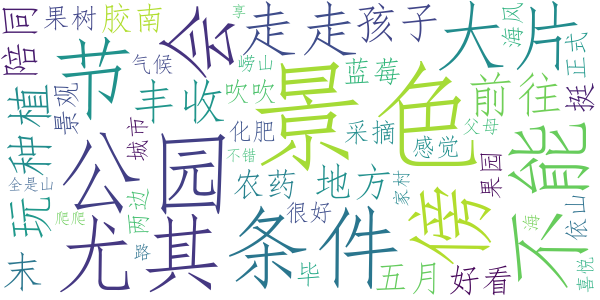 陪同
果树
胶南
会
走走
孩子
大片
海风
正式
享
气候
崂山
蓝莓
节
吹吹
景色
前往
挺
植
景观
丰收
种
城市
化肥
采摘
感觉
父母
不能
公园
不错
玩
全是山
两边
农药
地方
家村
傍
果园
依山
爬爬
很好
海
末
路
尤其
条件
毕
五月
好看
喜悦